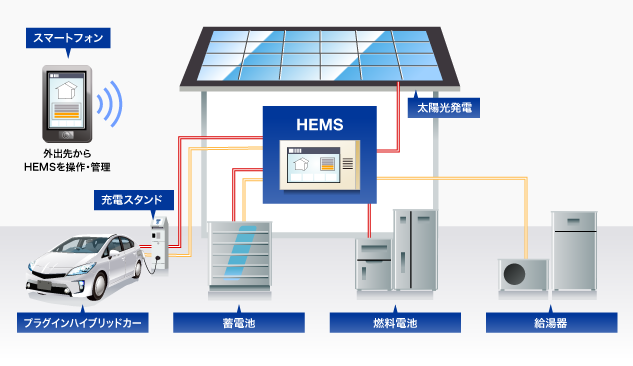 スマートフォン
外出先から
HEMSを操作・管理
太陽光発電
HEMS
充電スタンド
プラグインハイブリッドカー
蓄電池
燃料電池
給湯器